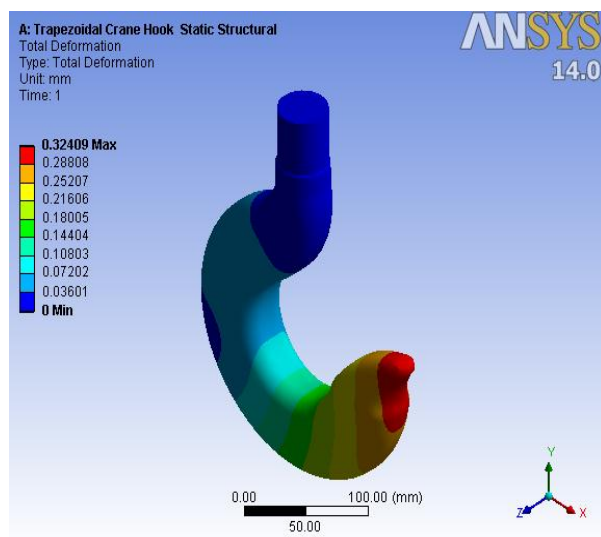 A: Trapezoidal Crane Hook Static Structural
Total Deformation
Type: Total Deformation
Unit: mm
Time: 1
ANSYS
14.0
0.32409 Max
0.28808
0.25207
0.21606
0.18005
0.14404
0.10803
0.07202
0.03601
0 Min
0.00
100.00 (mm)
50.00
Y
Z
X